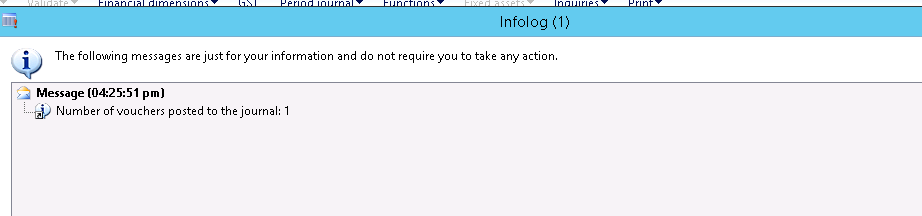 Validate Financial dimensions GST Period journal Functions Fixed assets Inquiries Print
Infolog (1)
The following messages are just for your information and do not require you to take any action.
Message (04:25:51 pm)
Number of vouchers posted to the journal: 1